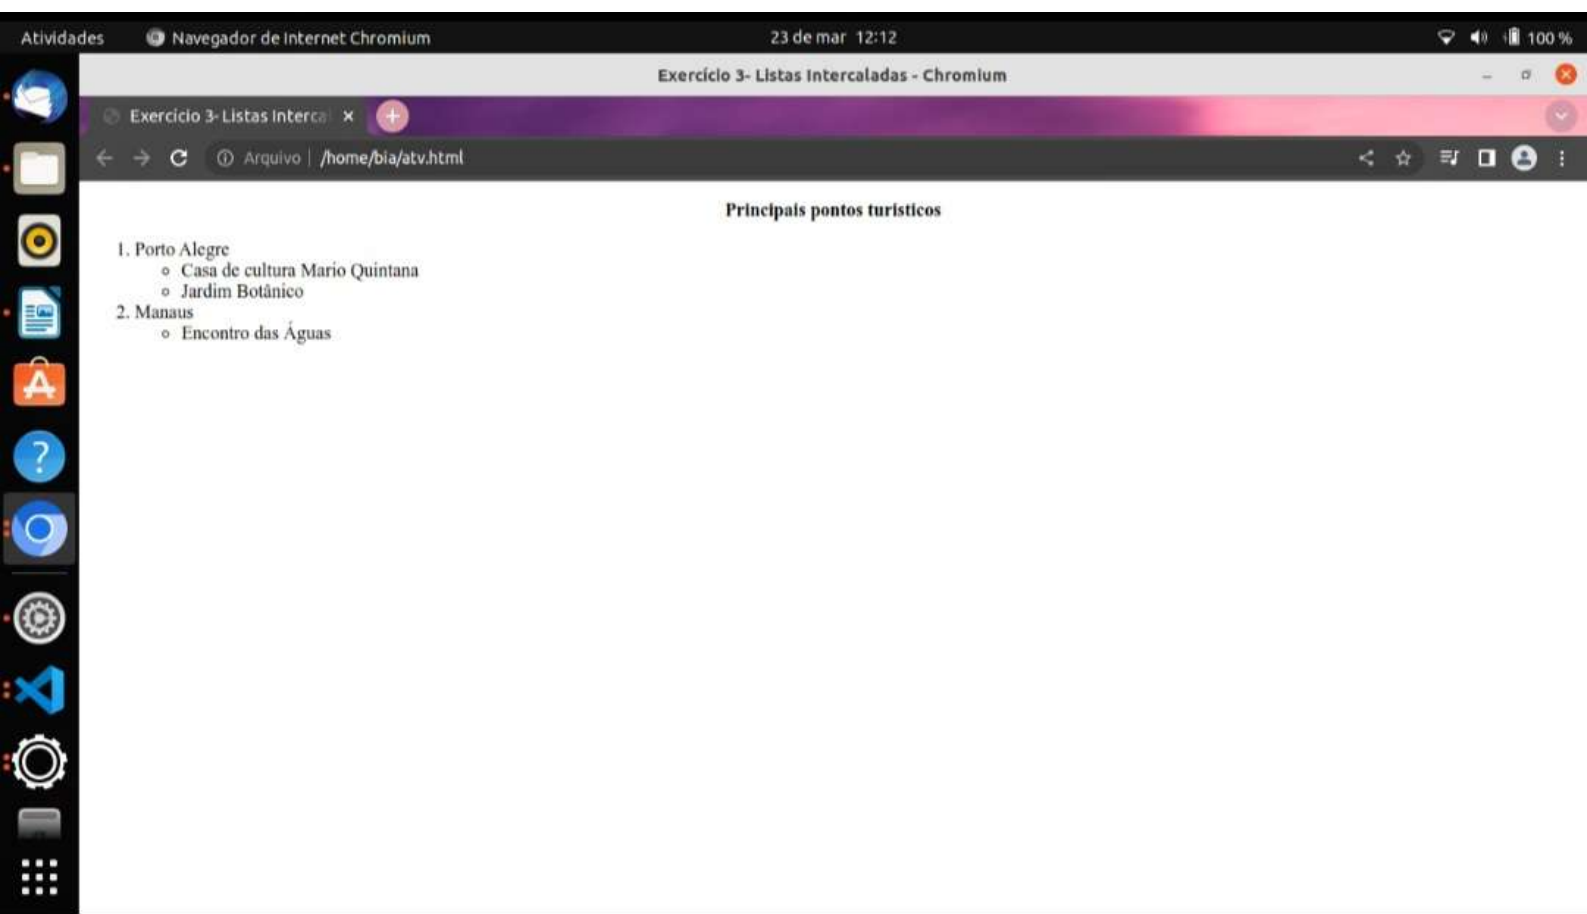 Atividades Navegador de Internet Chromium 23 de mar 12:12 100 %
Exercício 3- Listas Intercaladas - Chromium
Exercício 3- Listas Interca
Arquivo | /home/bia/atv.html
Principais pontos turísticos
1. Porto Alegre
Casa de cultura Mario Quintana
Jardim Botânico
2. Manaus
Encontro das Águas